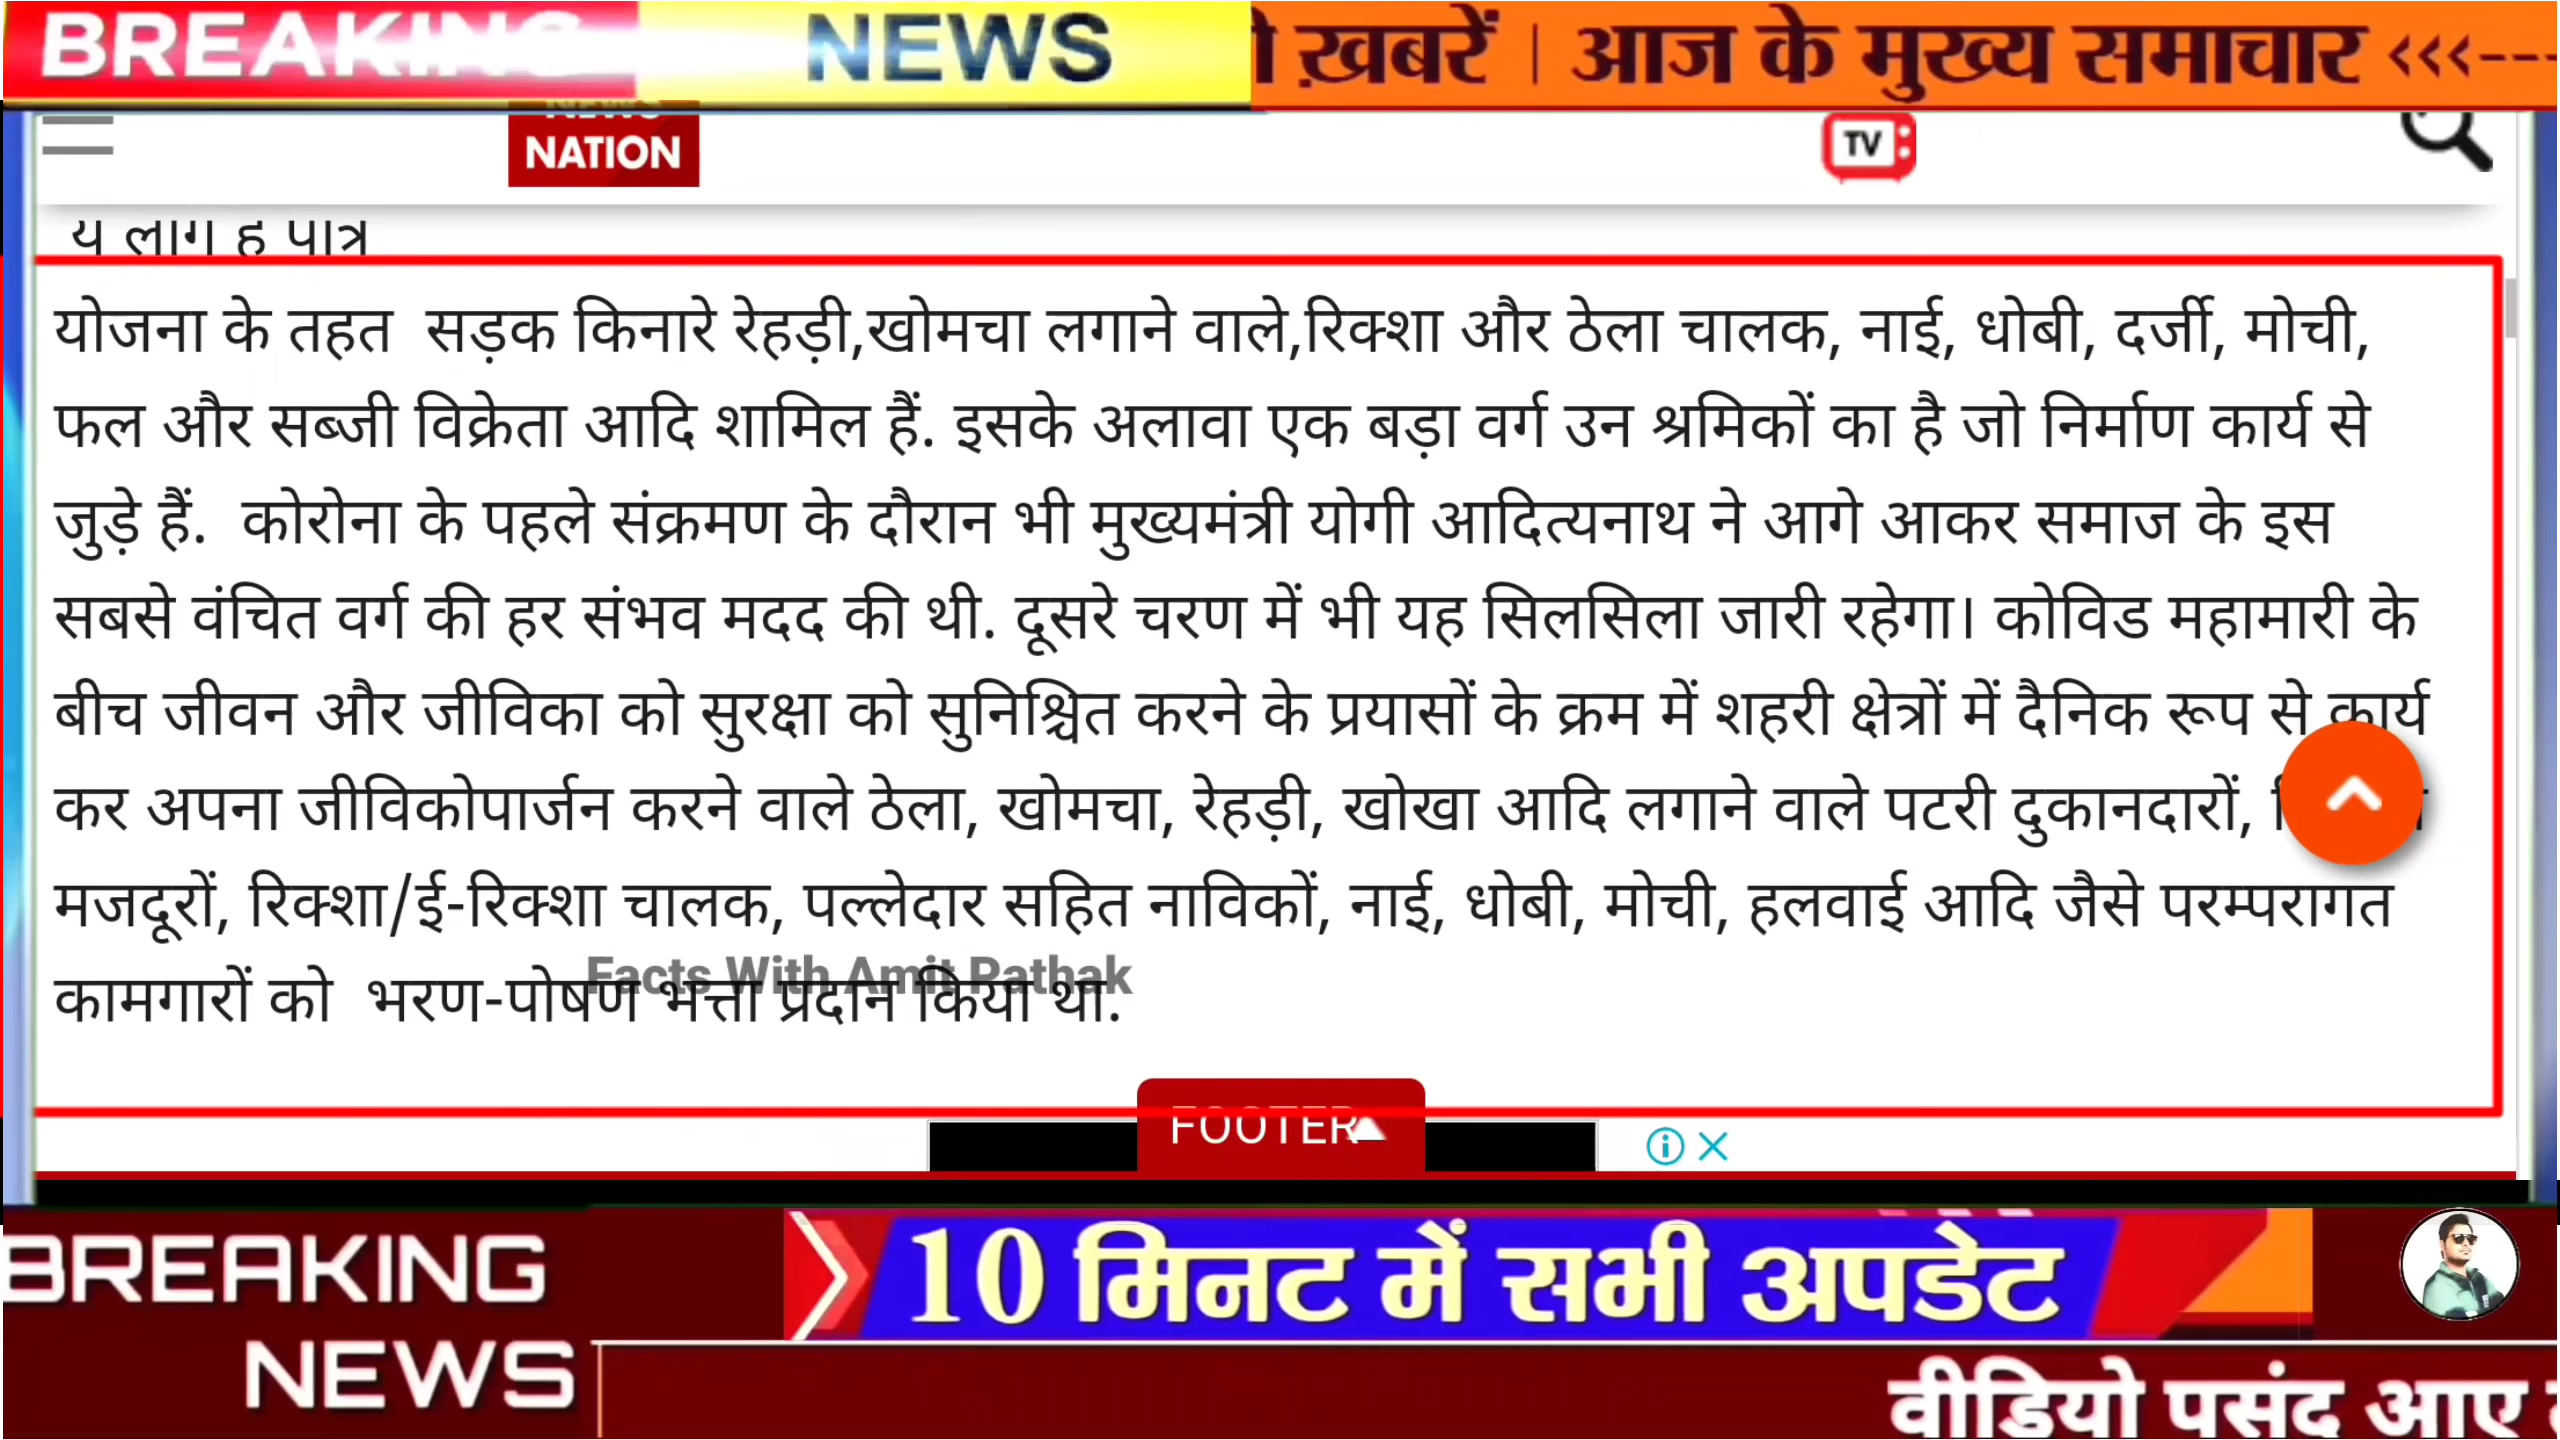 BREAKING NEWS
ख़बरें | आज के मुख्य समाचार <<<---
NEWS
NATION
TV
ये लोग हैं पात्र
योजना के तहत सड़क किनारे रेहड़ी,खोमचा लगाने वाले,रिक्शा और ठेला चालक, नाई, धोबी, दर्जी, मोची,
फल और सब्जी विक्रेता आदि शामिल हैं. इसके अलावा एक बड़ा वर्ग उन श्रमिकों का है जो निर्माण कार्य से
जुड़े हैं. कोरोना के पहले संक्रमण के दौरान भी मुख्यमंत्री योगी आदित्यनाथ ने आगे आकर समाज के इस
सबसे वंचित वर्ग की हर संभव मदद की थी. दूसरे चरण में भी यह सिलसिला जारी रहेगा। कोविड महामारी के
बीच जीवन और जीविका को सुरक्षा को सुनिश्चित करने के प्रयासों के क्रम में शहरी क्षेत्रों में दैनिक रूप से कार्य
कर अपना जीविकोपार्जन करने वाले ठेला, खोमचा, रेहड़ी, खोखा आदि लगाने वाले पटरी दुकानदारों,
मजदूरों, रिक्शा/ई-रिक्शा चालक, पल्लेदार सहित नाविकों, नाई, धोबी, मोची, हलवाई आदि जैसे परम्परागत
कामगारों को भरण-पोषण भत्ता प्रदान किया था.
Facts With Amit Pathak
FOOTER
BREAKING
NEWS
10 मिनट में सभी अपडेट
वीडियो पसंद आए